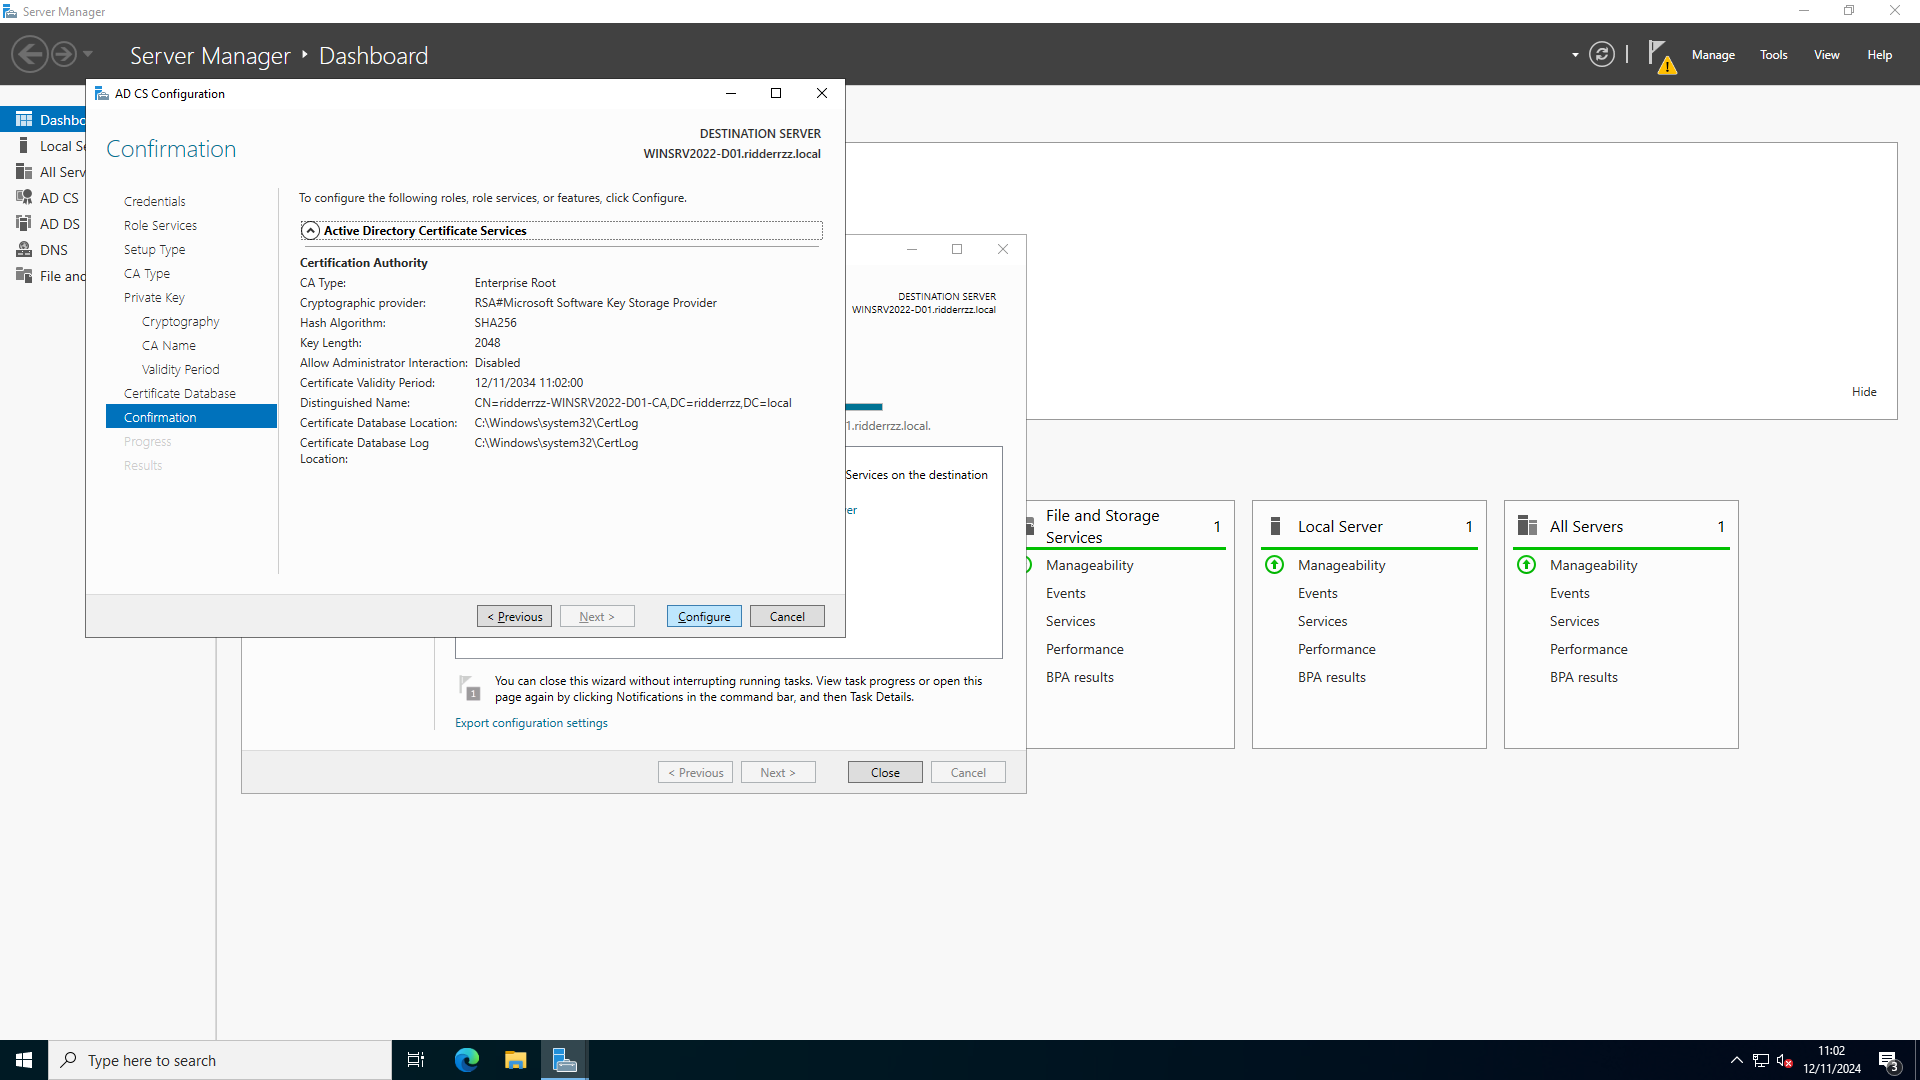 Server Manager
Server Manager ‣ Dashboard
Manage Tools View Help
AD CS Configuration
Dashbo
Local Se
All Serv
AD CS
AD DS
DNS
File and
Confirmation
DESTINATION SERVER
WINSRV2022-D01.ridderrzz.local
Credentials
Role Services
Setup Type
CA Type
Private Key
Cryptography
CA Name
Validity Period
Certificate Database
Confirmation
Progress
Results
To configure the following roles, role services, or features, click Configure.
Active Directory Certificate Services
Certification Authority
CA Type: Enterprise Root
Cryptographic provider: RSA#Microsoft Software Key Storage Provider
Hash Algorithm: SHA256
Key Length: 2048
Allow Administrator Interaction: Disabled
Certificate Validity Period: 12/11/2034 11:02:00
Distinguished Name: CN=ridderrzz-WINSRV2022-D01-CA,DC=ridderrzz,DC=local
Certificate Database Location: C:\Windows\system32\CertLog
Certificate Database Log C:\Windows\system32\CertLog
Location:
< Previous Next > Configure Cancel
DESTINATION SERVER
WINSRV2022-D01.ridderrzz.local
1.ridderrzz.local.
Services on the destination
er
1
You can close this wizard without interrupting running tasks. View task progress or open this
page again by clicking Notifications in the command bar, and then Task Details.
Export configuration settings
< Previous Next > Close Cancel
Hide
File and Storage
Services 1
Manageability
Events
Services
Performance
BPA results
Local Server 1
Manageability
Events
Services
Performance
BPA results
All Servers 1
Manageability
Events
Services
Performance
BPA results
Type here to search
11:02
12/11/2024
3